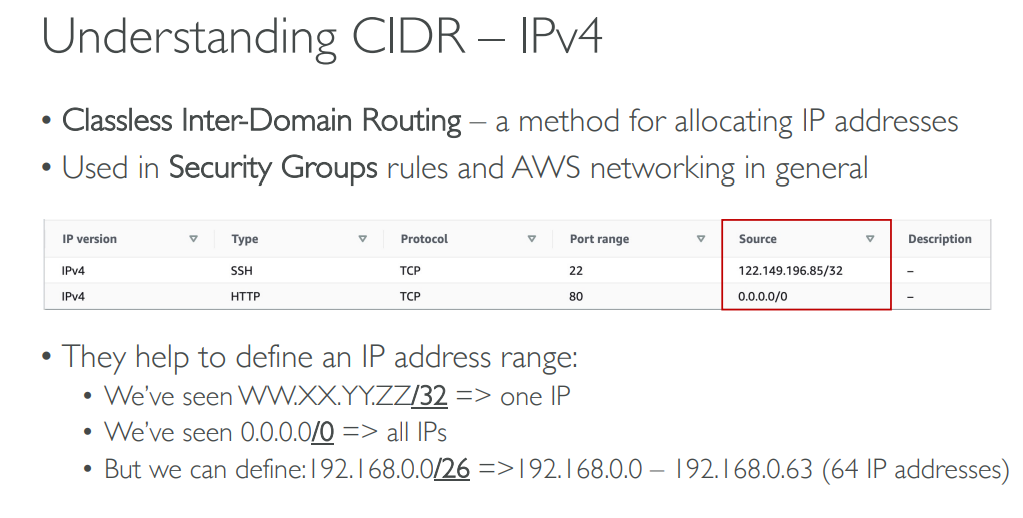 Understanding CIDR – IPv4
• Classless Inter-Domain Routing – a method for allocating IP addresses
• Used in Security Groups rules and AWS networking in general
IP version Type Protocol Port range Source Description
IPv4 SSH TCP 22 122.149.196.85/32 –
IPv4 HTTP TCP 80 0.0.0.0/0 –
• They help to define an IP address range:
• We've seen WW.XX.YY.ZZ/32 => one IP
• We've seen 0.0.0.0/0 => all IPs
• But we can define:192.168.0.0/26 =>192.168.0.0 – 192.168.0.63 (64 IP addresses)